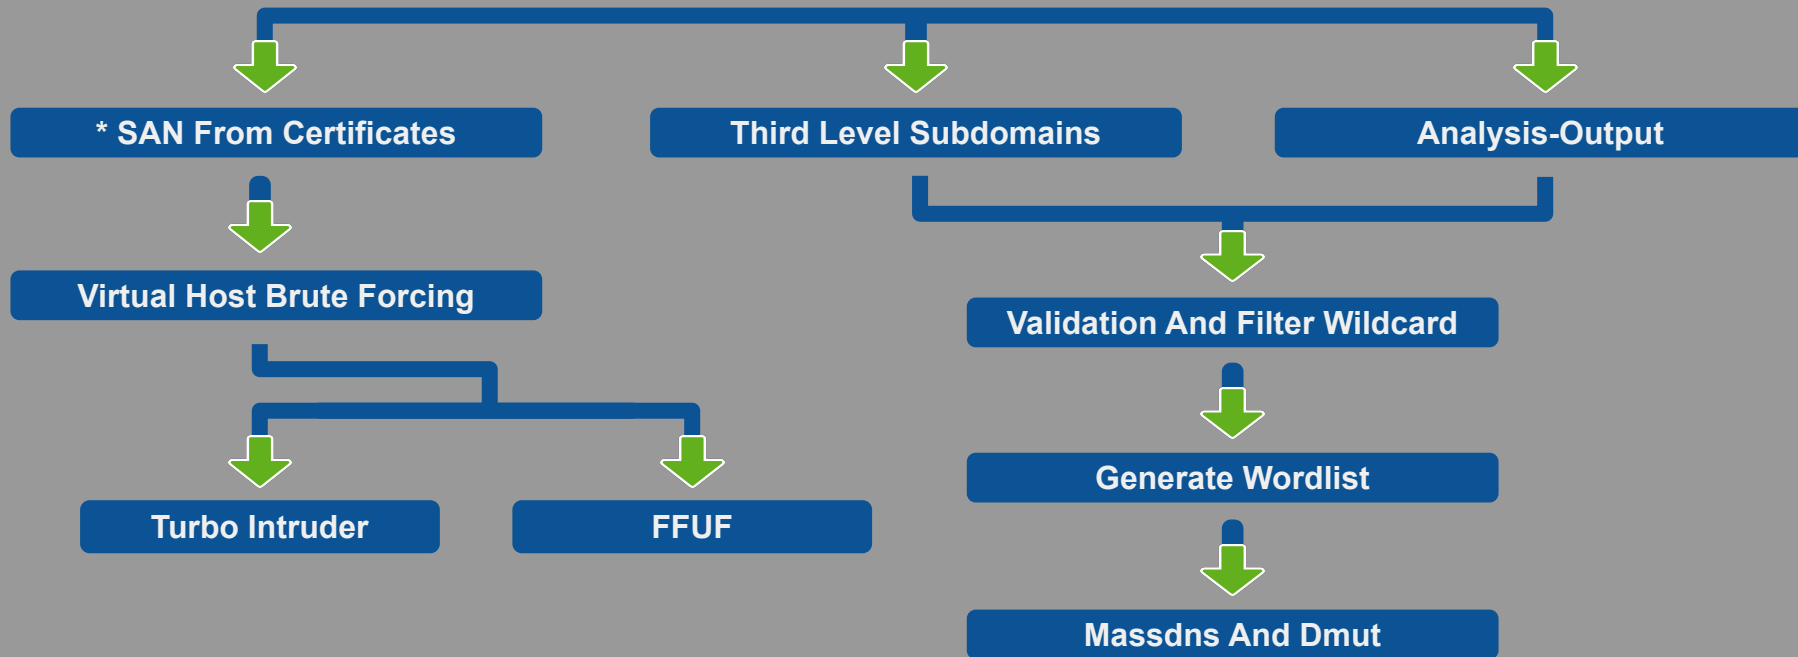 * SAN From Certificates
Third Level Subdomains
Analysis-Output
Virtual Host Brute Forcing
Validation And Filter Wildcard
Generate Wordlist
Turbo Intruder
FFUF
Massdns And Dmut